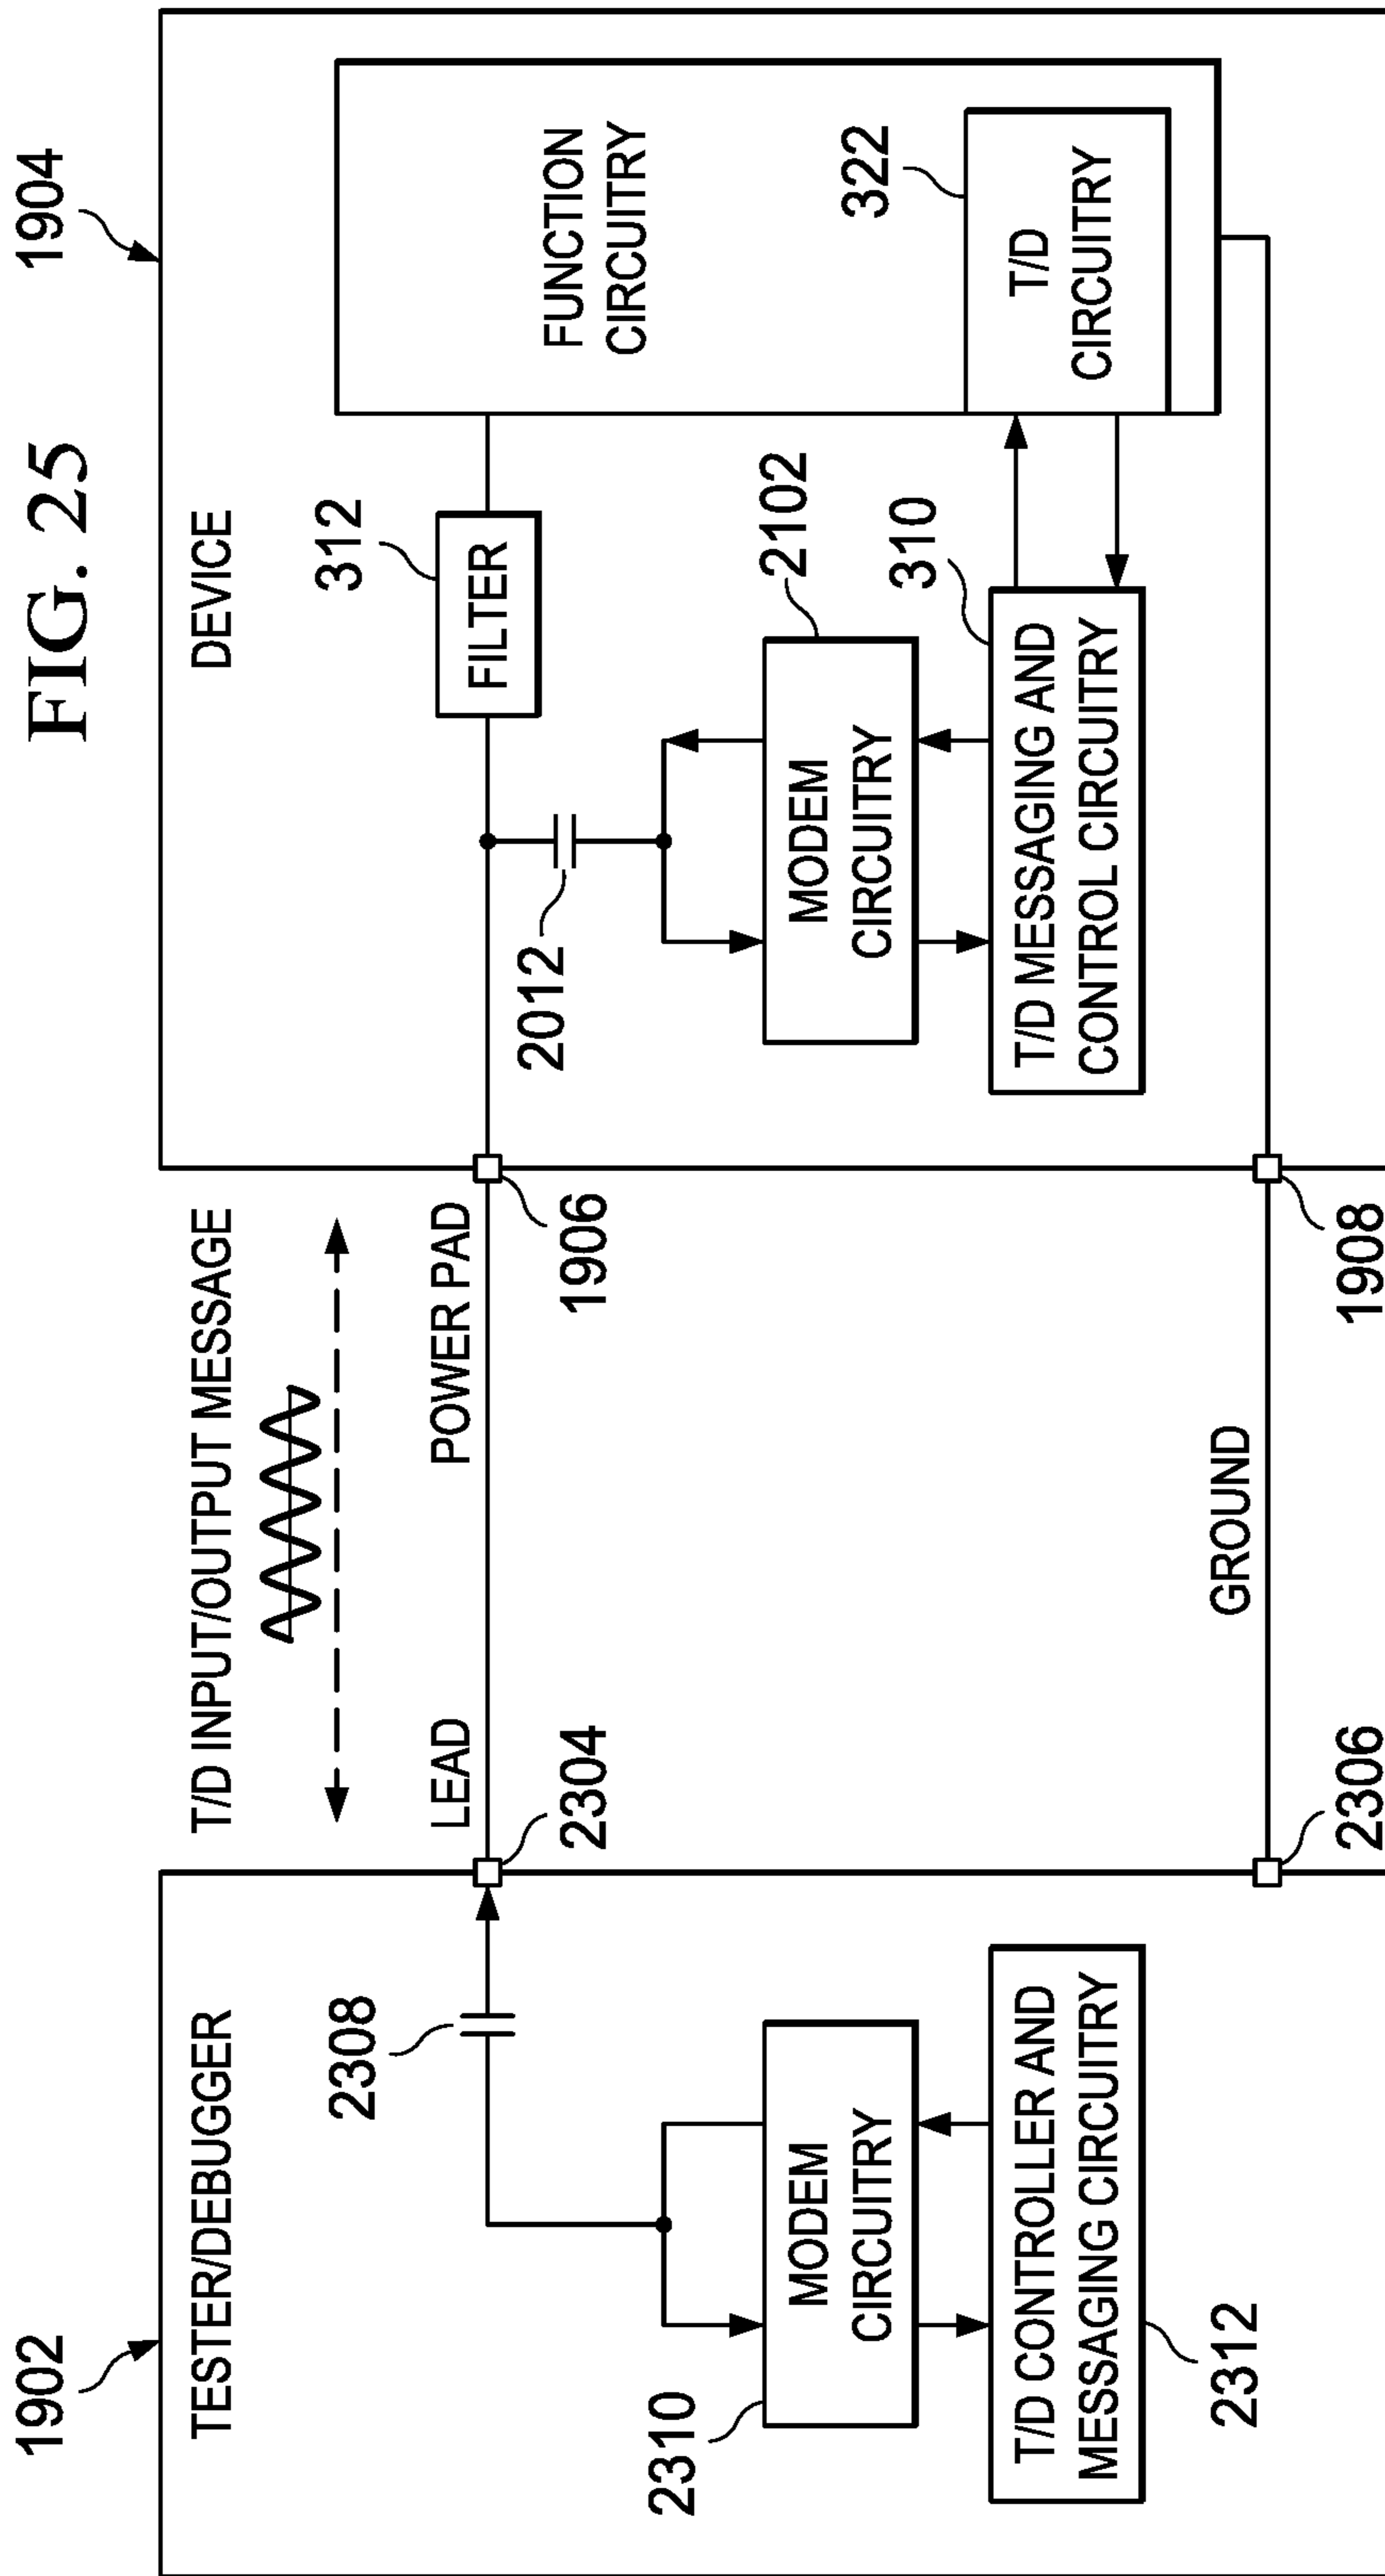 FIG. 25
1902
1904
TESTER/DEBUGGER
T/D INPUT/OUTPUT MESSAGE
DEVICE
2308
312
LEAD
POWER PAD
FILTER
FUNCTION
CIRCUITRY
2304
1906
2012
2310
MODEM
CIRCUITRY
MODEM
CIRCUITRY
2102
322
T/D CONTROLLER AND
MESSAGING CIRCUITRY
T/D MESSAGING AND
CONTROL CIRCUITRY
310
T/D
CIRCUITRY
2312
GROUND
2306
1908